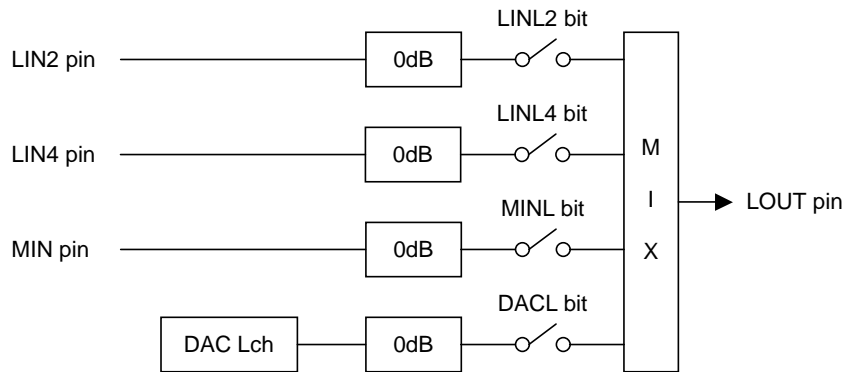 LINL2 bit
LIN2 pin
0dB
LINL4 bit
LIN4 pin
0dB
M
I
X
LOUT pin
MINL bit
MIN pin
0dB
DACL bit
DAC Lch
0dB